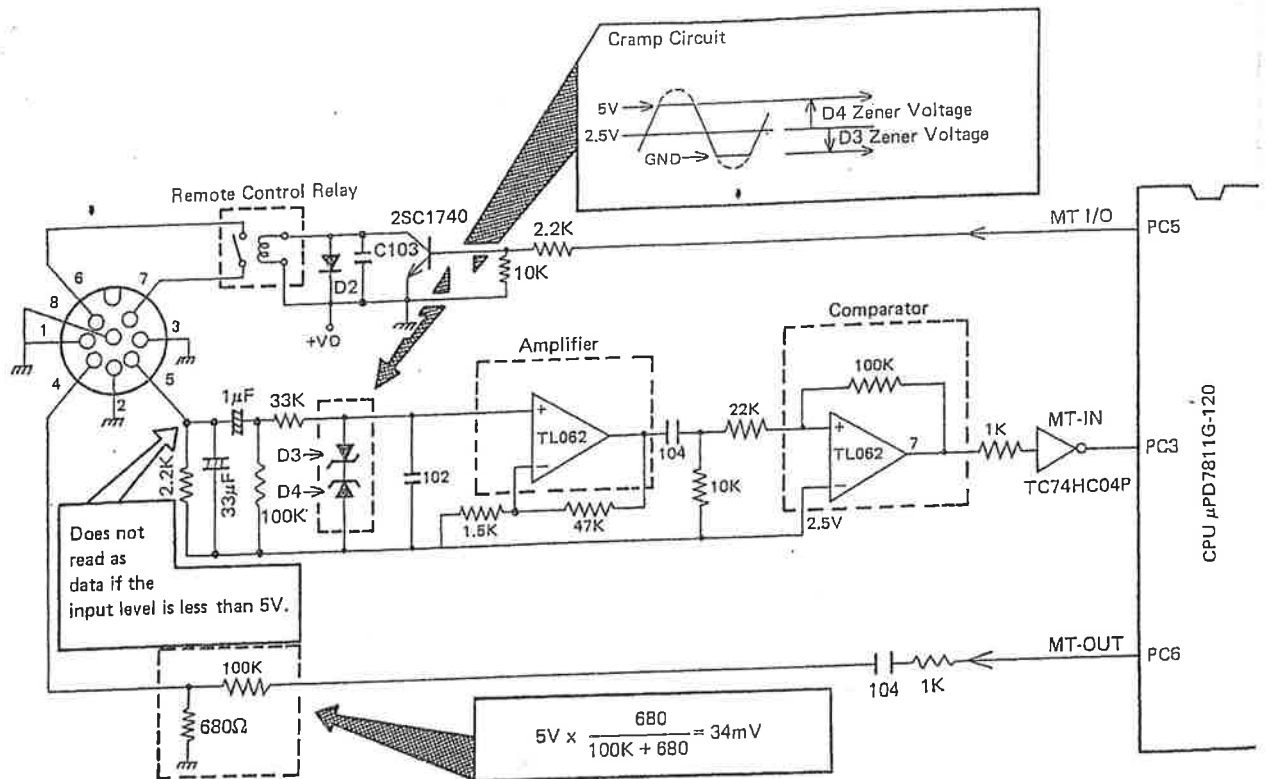 Cramp Circuit
5V
2.5V
GND
D4 Zener Voltage
D3 Zener Voltage
Remote Control Relay
2SC1740
2.2K
MT I/O
PC5
C103
10K
D2
+VD
6
7
8
1
3
4
5
2
Amplifier
Comparator
1µF
33K
100K
22K
MT-IN
1K
PC3
TC74HC04P
+
TL062
−
104
+
TL062
−
7
D3
D4
102
10K
2.2K
33µF
100K
1.5K
47K
2.5V
CPU µPD7811G-120
Does not
read as
data if the
input level is less than 5V.
MT-OUT
PC6
100K
104
1K
680Ω
5V x 680 / 100K + 680 = 34mV